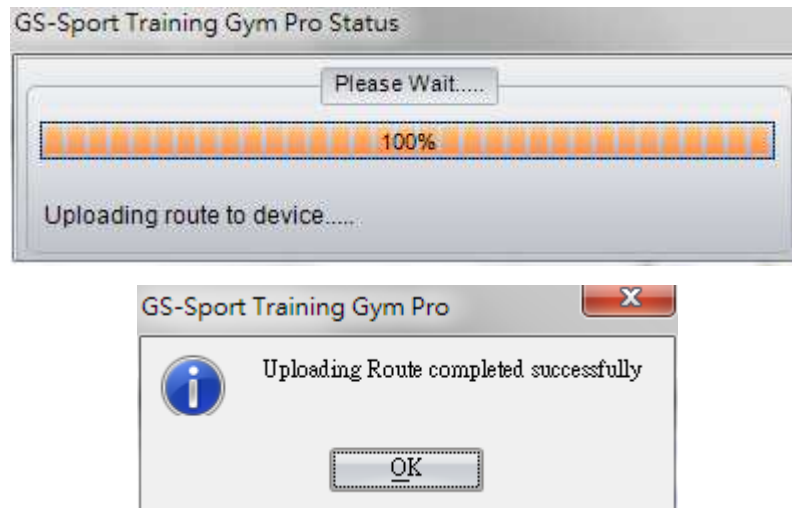 GS-Sport Training Gym Pro Status
Please Wait.....
100%
Uploading route to device.....
GS-Sport Training Gym Pro
Uploading Route completed successfully
OK